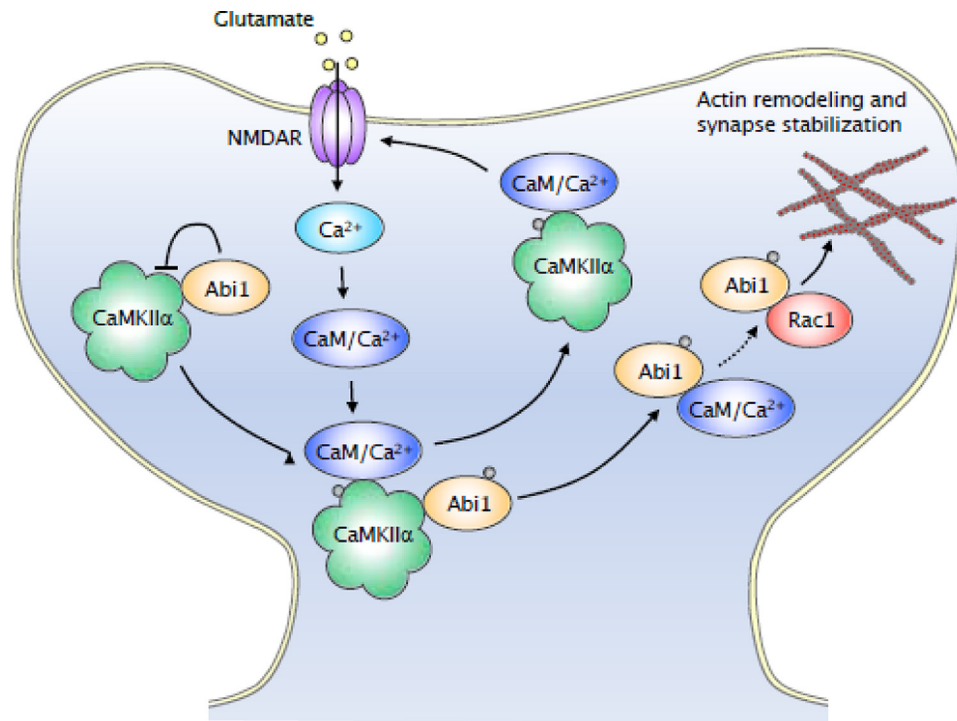 Glutamate
Actin remodeling and
synapse stabilization
NMDAR
CaM/Ca²⁺
Ca²⁺
CaMKIIα
Abi1
Abi1
CaMKIIα
Rac1
CaM/Ca²⁺
Abi1
CaM/Ca²⁺
CaM/Ca²⁺
Abi1
CaMKIIα